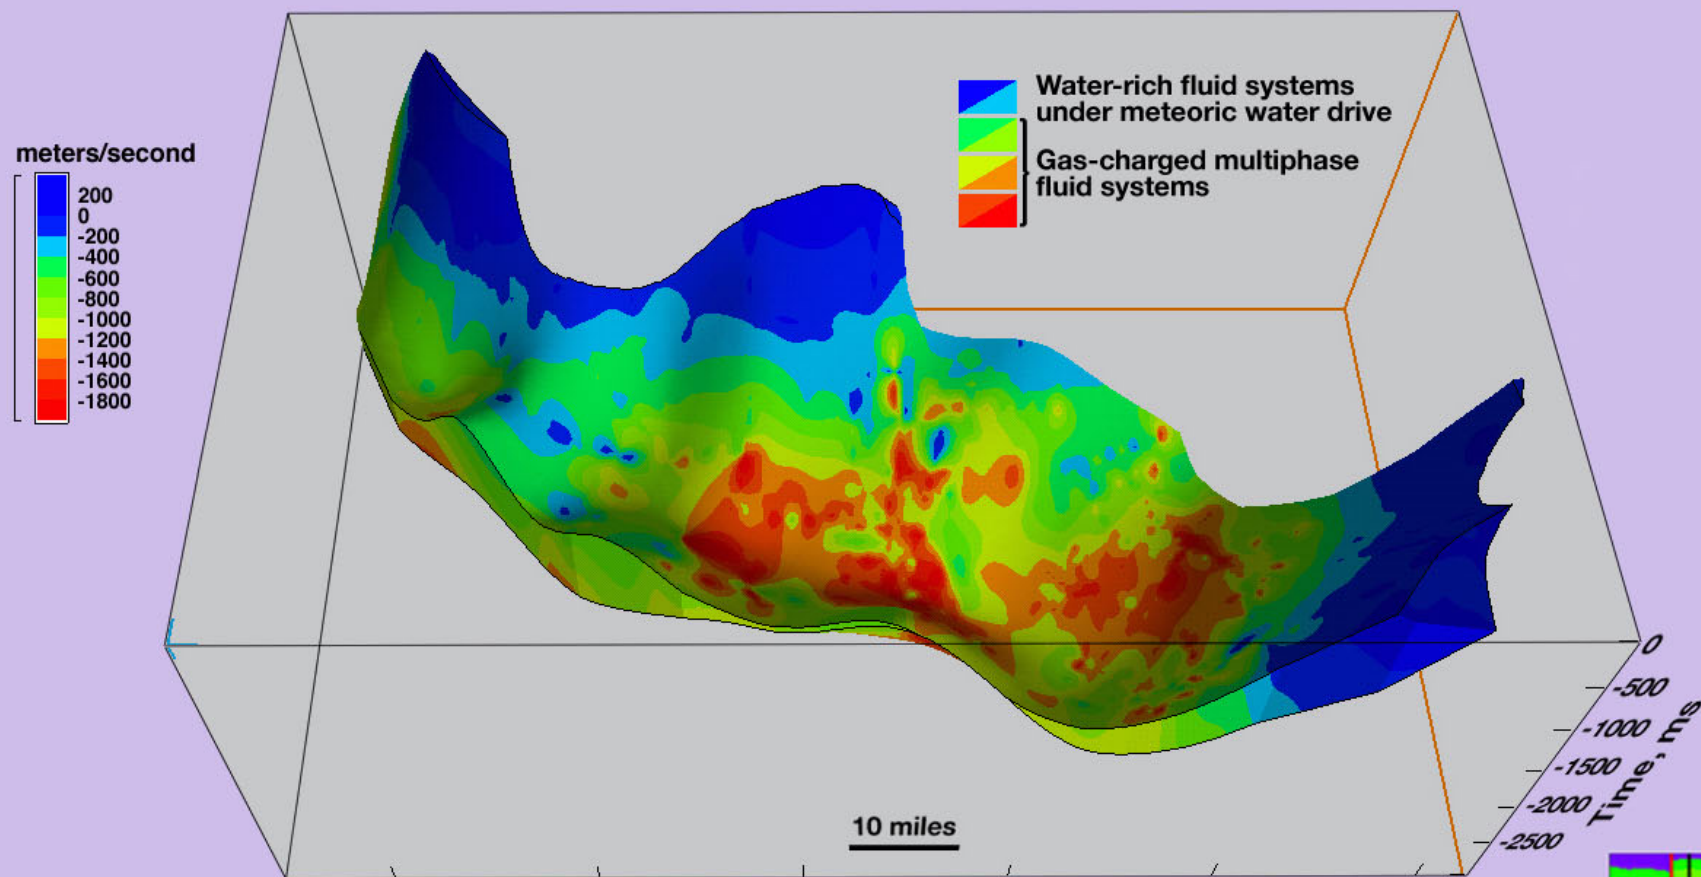 Water-rich fluid systems
under meteoric water drive
Gas-charged multiphase
fluid systems
meters/second
200
0
-200
-400
-600
-800
-1000
-1200
-1400
-1600
-1800
0
-500
-1000
-1500
-2000
-2500
Time, ms
10 miles